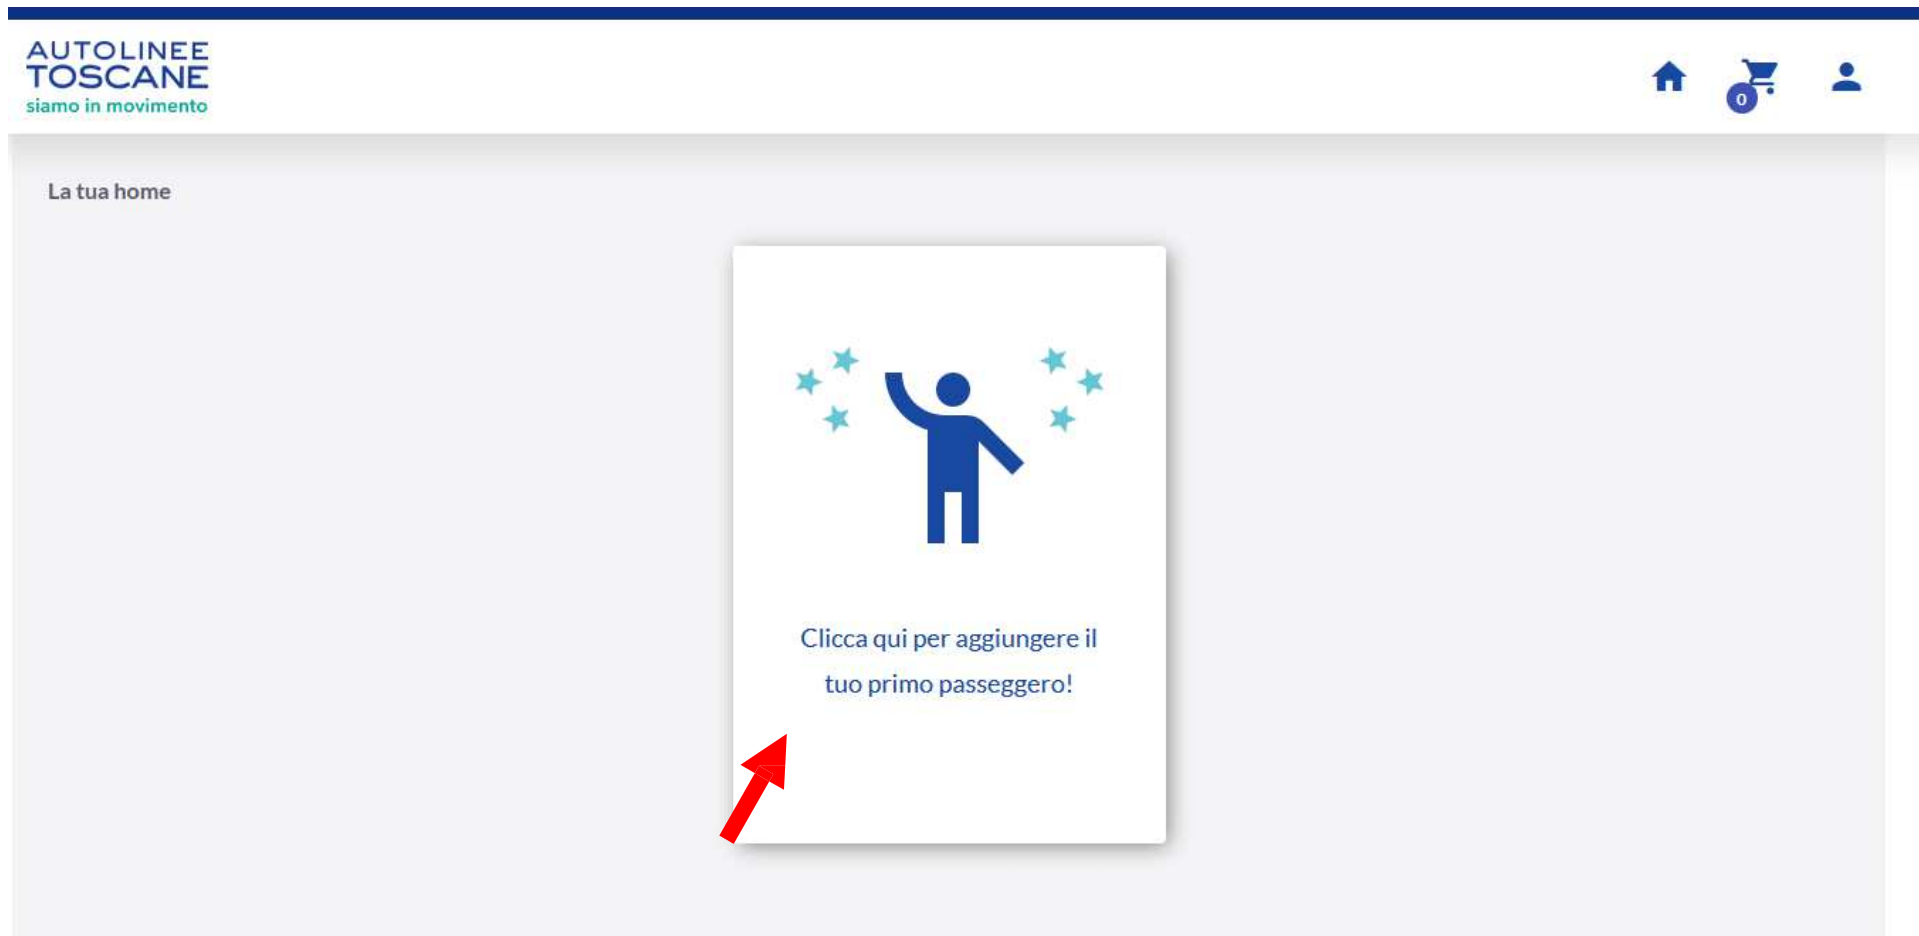 AUTOLINEE
TOSCANE
siamo in movimento
0
La tua home
Clicca qui per aggiungere il
tuo primo passeggero!